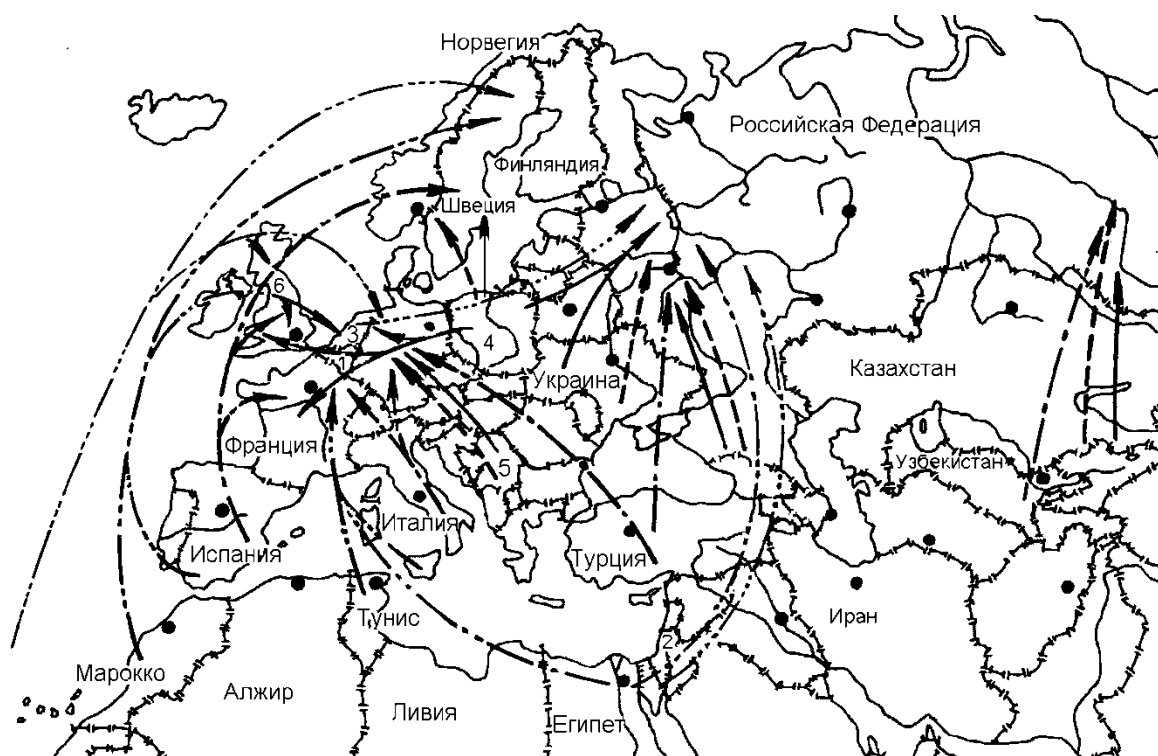 Норвегия
Российская Федерация
Финляндия
Швеция
6
3
4
1
Украина
Казахстан
Франция
5
Узбекистан
Италия
Испания
Турция
Тунис
Иран
2
Марокко
Алжир
Ливия
Египет